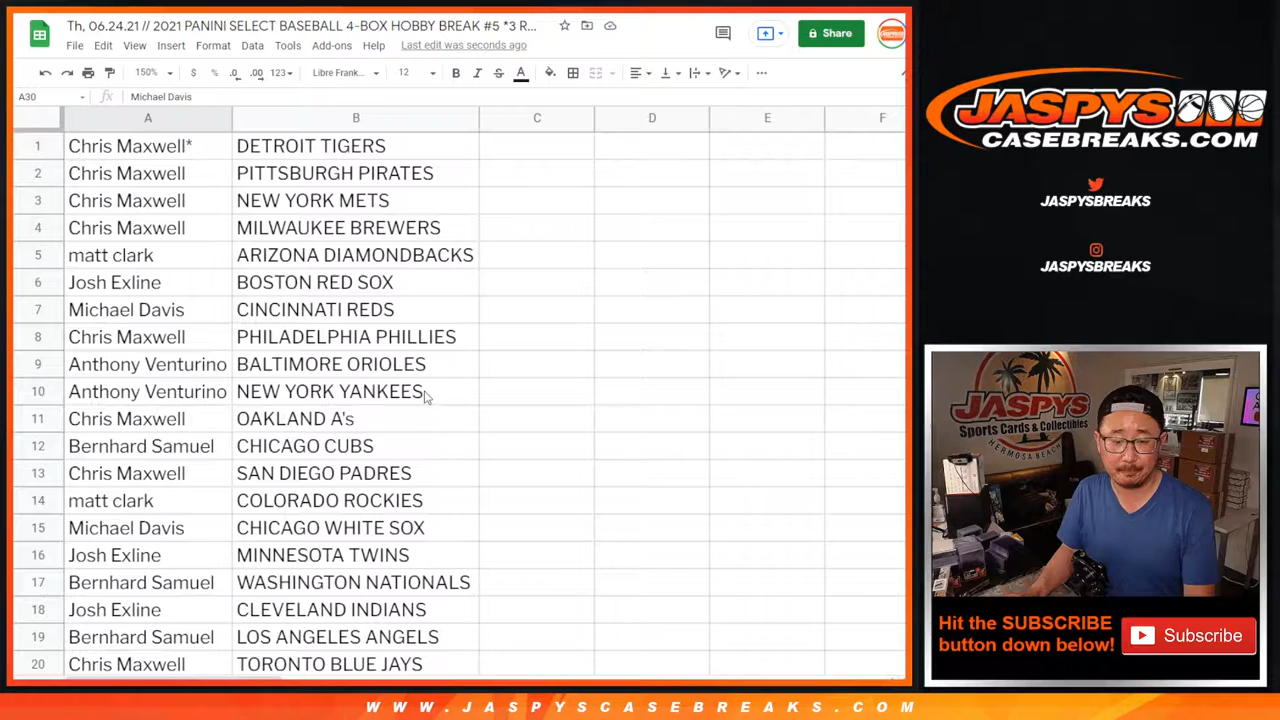 Th, 06.24.21 // 2021 PANINI SELECT BASEBALL 4-BOX HOBBY BREAK #5 *3 R...
File Edit View Insert Format Data Tools Add-ons Help Last edit was seconds ago
Share
150% $ % .0 .00 123 Libre Frank... 12 B I S A
A30 fx Michael Davis
A B C D E F
1 Chris Maxwell* DETROIT TIGERS
2 Chris Maxwell PITTSBURGH PIRATES
3 Chris Maxwell NEW YORK METS
4 Chris Maxwell MILWAUKEE BREWERS
5 matt clark ARIZONA DIAMONDBACKS
6 Josh Exline BOSTON RED SOX
7 Michael Davis CINCINNATI REDS
8 Chris Maxwell PHILADELPHIA PHILLIES
9 Anthony Venturino BALTIMORE ORIOLES
10 Anthony Venturino NEW YORK YANKEES
11 Chris Maxwell OAKLAND A's
12 Bernhard Samuel CHICAGO CUBS
13 Chris Maxwell SAN DIEGO PADRES
14 matt clark COLORADO ROCKIES
15 Michael Davis CHICAGO WHITE SOX
16 Josh Exline MINNESOTA TWINS
17 Bernhard Samuel WASHINGTON NATIONALS
18 Josh Exline CLEVELAND INDIANS
19 Bernhard Samuel LOS ANGELES ANGELS
20 Chris Maxwell TORONTO BLUE JAYS
JASPYS
CASEBREAKS.COM
JASPYSBREAKS
JASPYSBREAKS
JASPYS
Sports Cards & Collectibles
HERMOSA BEACH
Hit the SUBSCRIBE
button down below!
Subscribe
WWW.JASPYSCASEBREAKS.COM